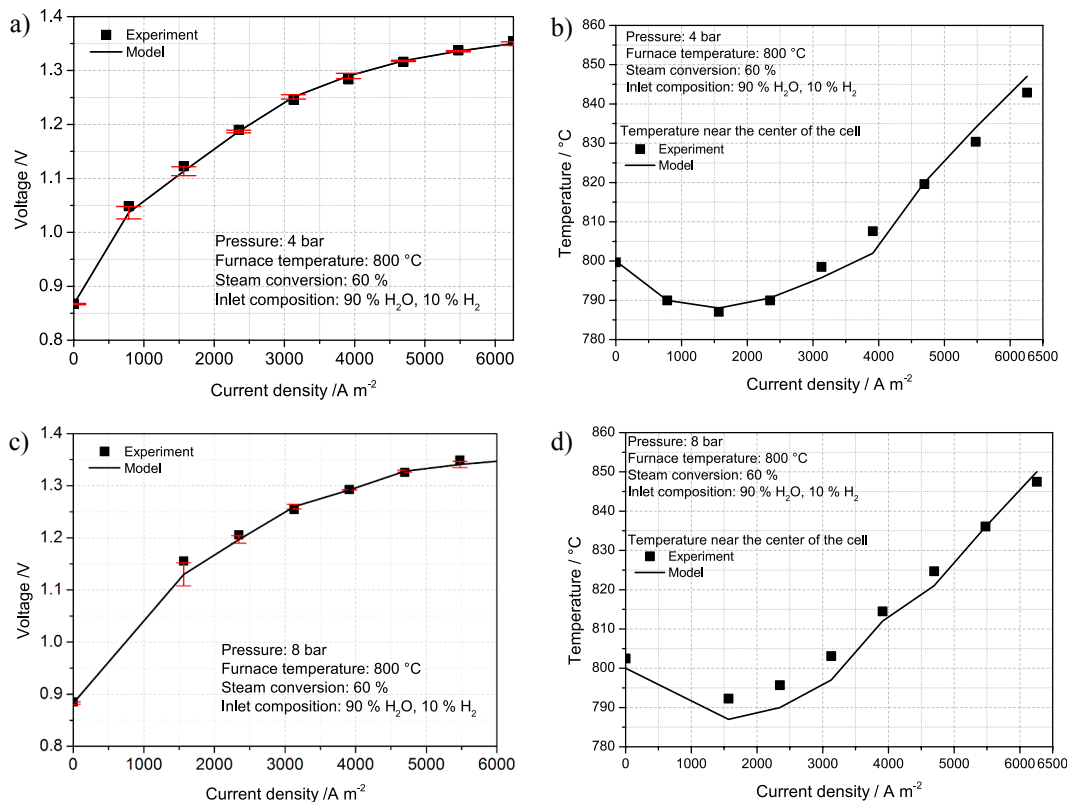 a)
1.4
1.3
1.2
1.1
1.0
0.9
0.8
Voltage /V
Experiment
Model
Pressure: 4 bar
Furnace temperature: 800 °C
Steam conversion: 60 %
Inlet composition: 90 % H₂O, 10 % H₂
0 1000 2000 3000 4000 5000 6000
Current density /A m⁻²
b)
860
840
830
820
810
800
790
780
Temperature / °C
Pressure: 4 bar
Furnace temperature: 800 °C
Steam conversion: 60 %
Inlet composition: 90 % H₂O, 10 % H₂
Temperature near the center of the cell
Experiment
Model
0 1000 2000 3000 4000 5000 6000 6500
Current density / A m⁻²
c)
1.4
1.3
1.2
1.1
1.0
0.9
0.8
Voltage /V
Experiment
Model
Pressure: 8 bar
Furnace temperature: 800 °C
Steam conversion: 60 %
Inlet composition: 90 % H₂O, 10 % H₂
0 1000 2000 3000 4000 5000 6000
Current density /A m⁻²
d)
860
850
830
820
810
800
790
780
Temperature / °C
Pressure: 8 bar
Furnace temperature: 800 °C
Steam conversion: 60 %
Inlet composition: 90 % H₂O, 10 % H₂
Temperature near the center of the cell
Experiment
Model
0 1000 2000 3000 4000 5000 6000 6500
Current density / A m⁻²